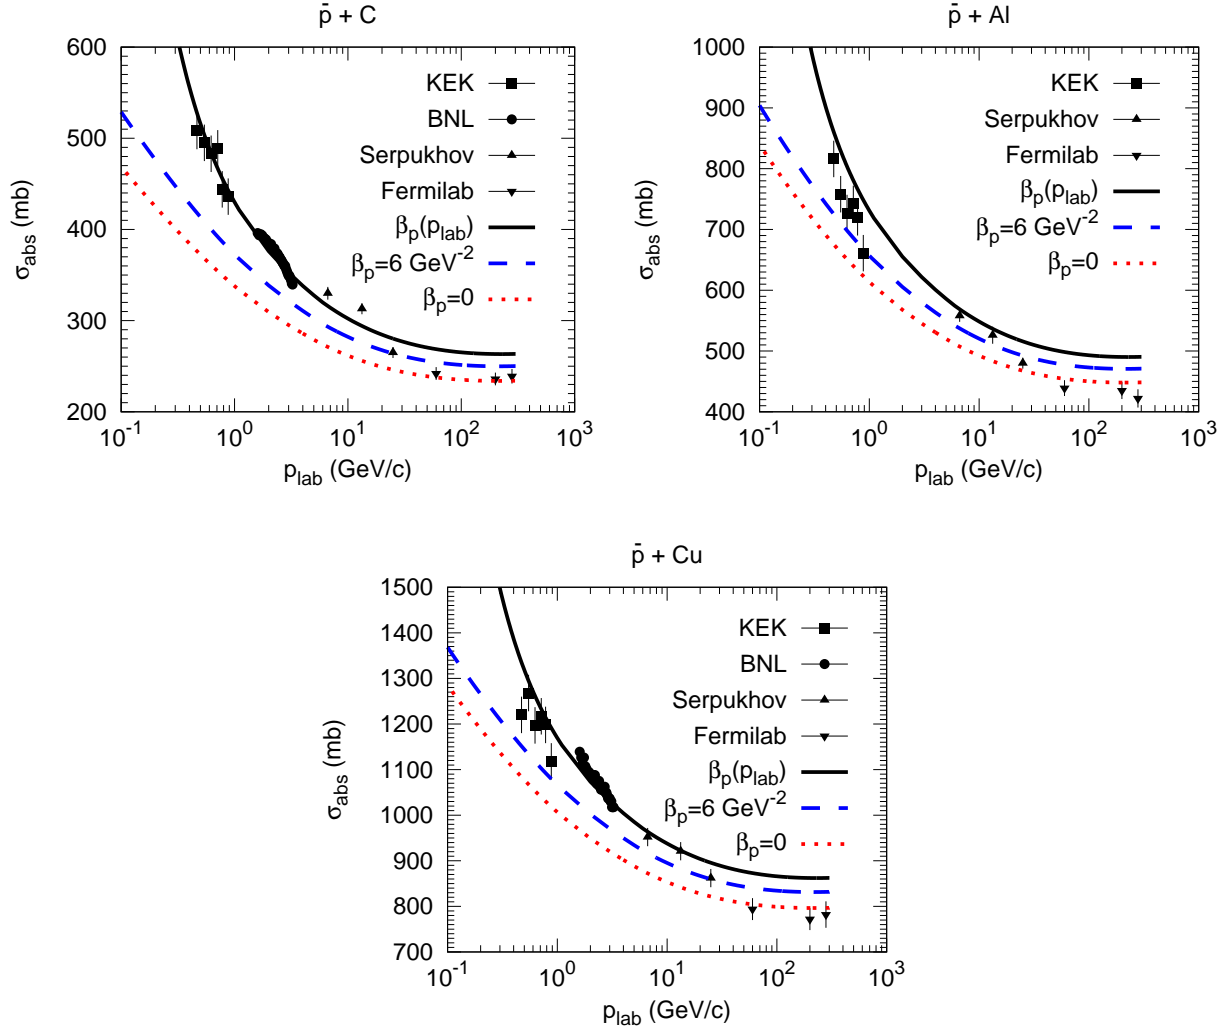 p̄ + C
σabs (mb)
600
500
400
300
200
10-1
100
101
102
103
plab (GeV/c)
KEK
BNL
Serpukhov
Fermilab
βp(plab)
βp=6 GeV-2
βp=0
p̄ + Al
σabs (mb)
1000
900
800
700
600
500
400
10-1
100
101
102
103
plab (GeV/c)
KEK
Serpukhov
Fermilab
βp(plab)
βp=6 GeV-2
βp=0
p̄ + Cu
σabs (mb)
1500
1400
1300
1200
1100
1000
900
800
700
10-1
100
101
102
103
plab (GeV/c)
KEK
BNL
Serpukhov
Fermilab
βp(plab)
βp=6 GeV-2
βp=0